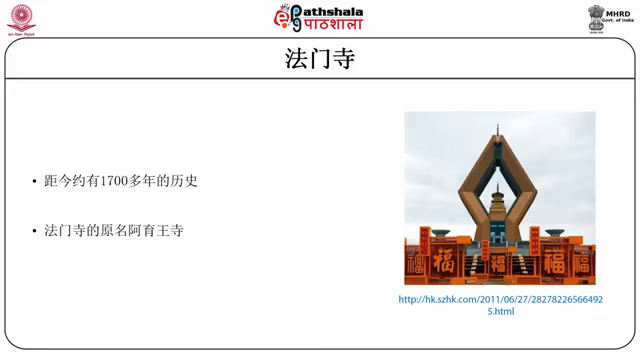 ePathshala
पाठशाला
MHRD
Govt. of India
法门寺
• 距今约有1700多年的历史
• 法门寺的原名阿育王寺
福 福 福 福
http://hk.szhk.com/2011/06/27/28278226566492
5.html